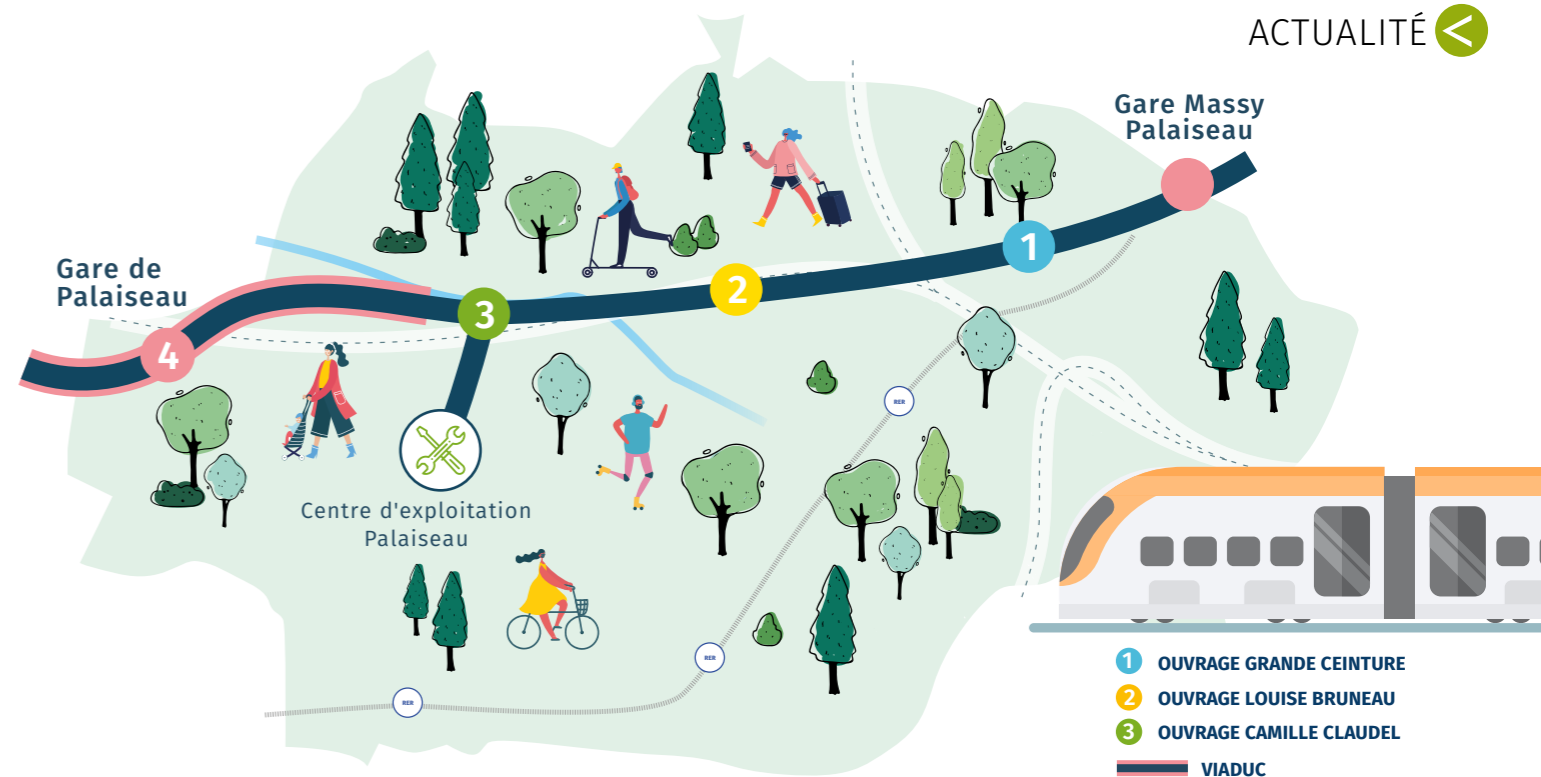 ACTUALITÉ <
Gare Massy
Palaiseau
Gare de
Palaiseau
1
2
3
4
RER
Centre d'exploitation
Palaiseau
RER
RER
1 OUVRAGE GRANDE CEINTURE
2 OUVRAGE LOUISE BRUNEAU
3 OUVRAGE CAMILLE CLAUDEL
VIADUC